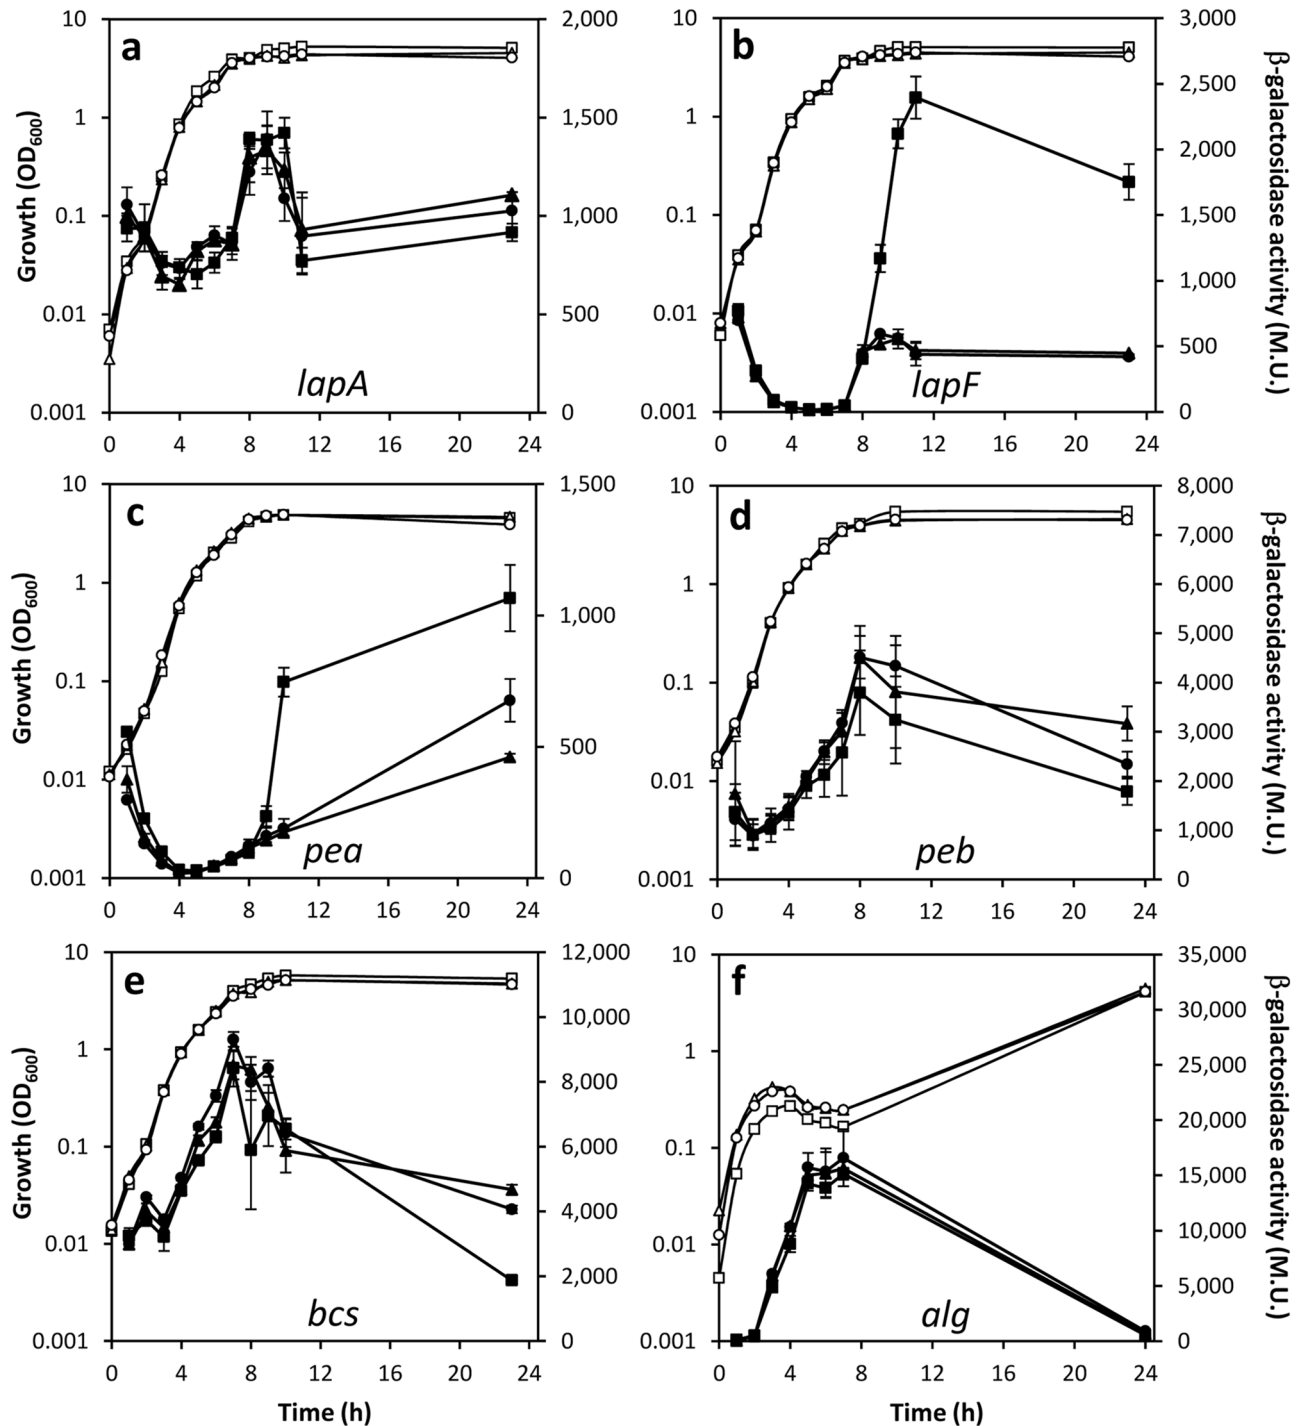 a
b
Growth (OD600)
10
1
0.1
0.01
0.001
2,000
1,500
1,000
500
0
lapA
0 4 8 12 16 20 24
10
1
0.1
0.01
0.001
3,000
2,500
2,000
1,500
1,000
500
0
lapF
0 4 8 12 16 20 24
β-galactosidase activity (M.U.)
c
d
Growth (OD600)
10
1
0.1
0.01
0.001
1,500
1,000
500
0
pea
0 4 8 12 16 20 24
10
1
0.1
0.01
0.001
8,000
7,000
6,000
5,000
4,000
3,000
2,000
1,000
0
peb
0 4 8 12 16 20 24
β-galactosidase activity (M.U.)
e
f
Growth (OD600)
10
1
0.1
0.01
0.001
12,000
10,000
8,000
6,000
4,000
2,000
0
bcs
0 4 8 12 16 20 24
Time (h)
10
1
0.1
0.01
0.001
35,000
30,000
25,000
20,000
15,000
10,000
5,000
0
alg
0 4 8 12 16 20 24
Time (h)
β-galactosidase activity (M.U.)